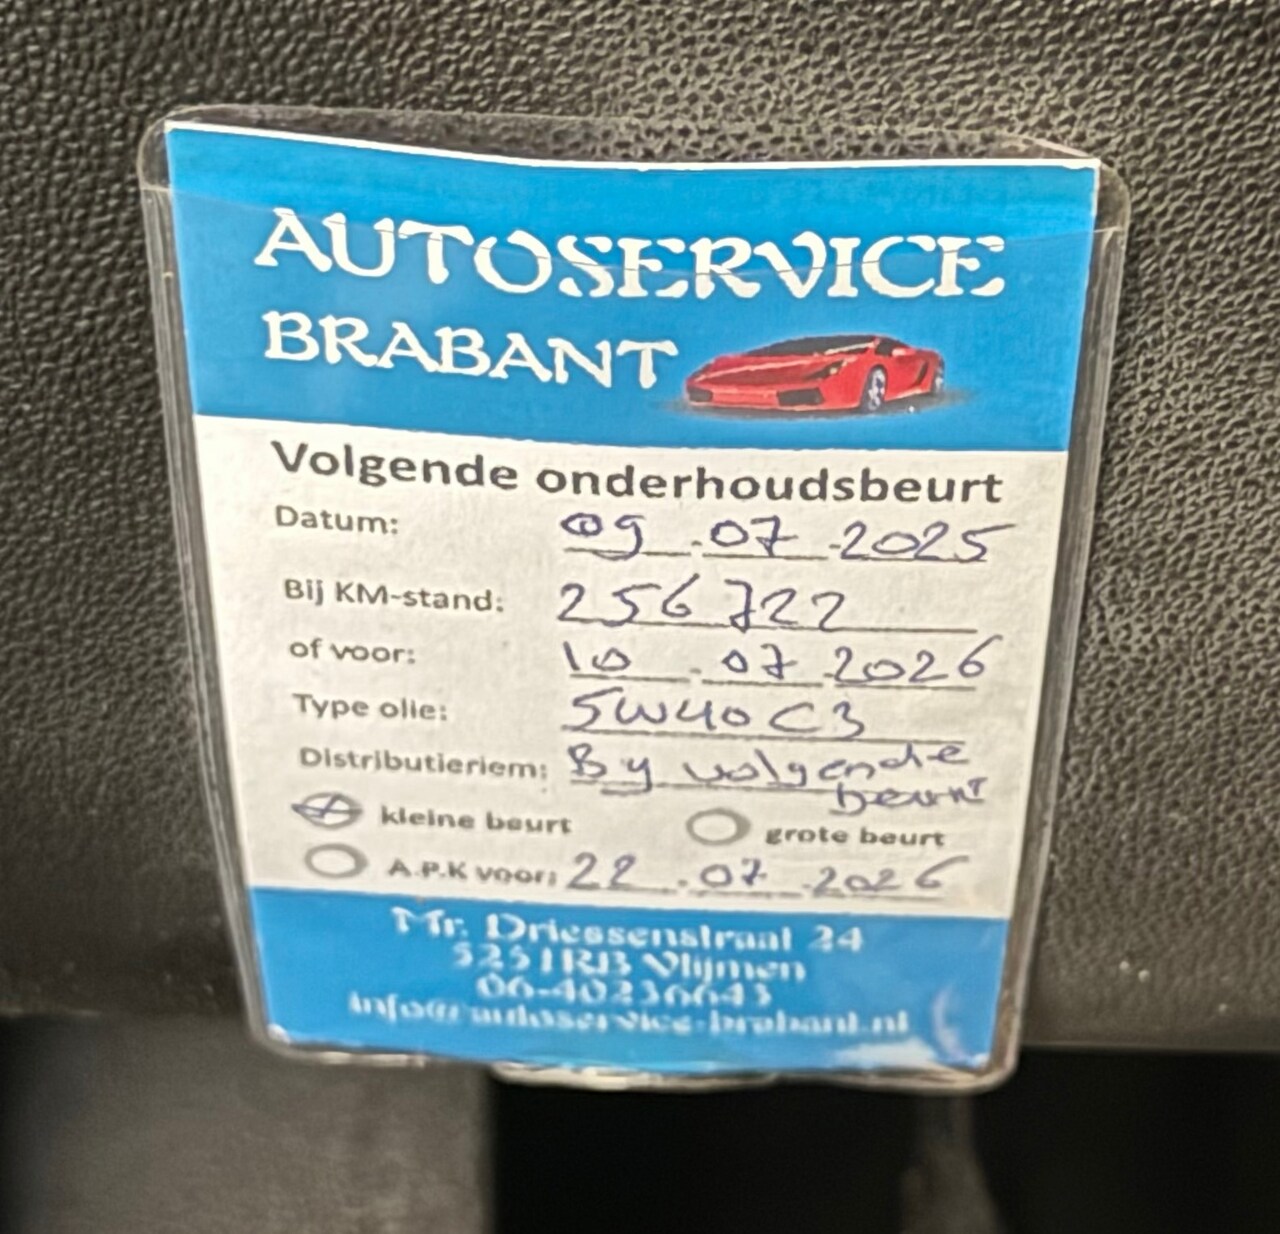 AUTOSERVICE
BRABANT
Volgende onderhoudsbeurt
Datum: 09.07.2025
Bij KM-stand: 256722
of voor: 10.07.2026
Type olie: 5W40 C3
Distributieriem: By volgende
beurt
kleine beurt grote beurt
A.P.K voor: 22.07.2026
Mr. Driessenstraat 24
5251RB Vlijmen
06-40236643
info@autoservice-brabant.nl